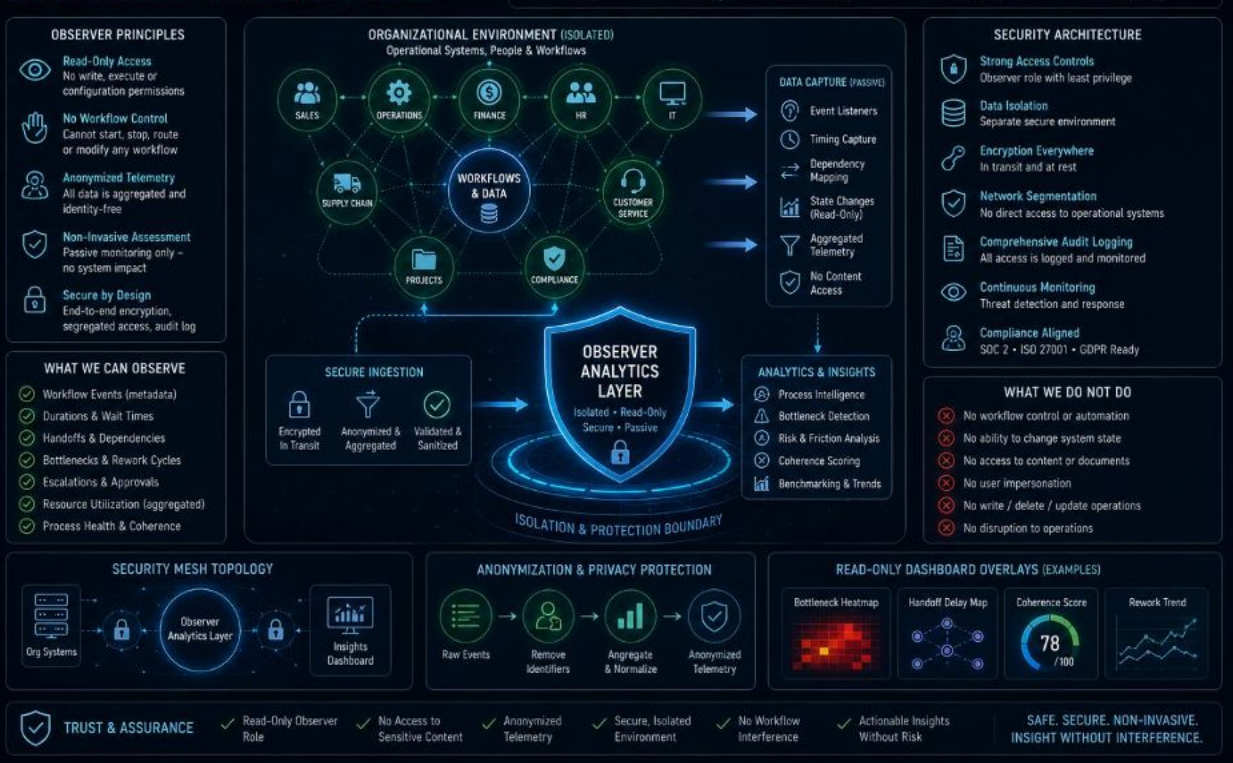 OBSERVER PRINCIPLES
Read-Only Access
No write, execute or
configuration permissions
No Workflow Control
Cannot start, stop, route
or modify any workflow
Anonymized Telemetry
All data is aggregated and
identity-free
Non-Invasive Assessment
Passive monitoring only –
no system impact
Secure by Design
End-to-end encryption,
segregated access, audit log
WHAT WE CAN OBSERVE
Workflow Events (metadata)
Durations & Wait Times
Handoffs & Dependencies
Bottlenecks & Rework Cycles
Escalations & Approvals
Resource Utilization (aggregated)
Process Health & Coherence
ORGANIZATIONAL ENVIRONMENT (ISOLATED)
Operational Systems, People & Workflows
SALES
OPERATIONS
FINANCE
HR
IT
SUPPLY CHAIN
WORKFLOWS
& DATA
CUSTOMER
SERVICE
PROJECTS
COMPLIANCE
DATA CAPTURE (PASSIVE)
Event Listeners
Timing Capture
Dependency
Mapping
State Changes
(Read-Only)
Aggregated
Telemetry
No Content
Access
SECURE INGESTION
Encrypted
In Transit
Anonymized &
Aggregated
Validated &
Sanitized
OBSERVER
ANALYTICS
LAYER
Isolated • Read-Only
Secure • Passive
ISOLATION & PROTECTION BOUNDARY
ANALYTICS & INSIGHTS
Process Intelligence
Bottleneck Detection
Risk & Friction Analysis
Coherence Scoring
Benchmarking & Trends
SECURITY ARCHITECTURE
Strong Access Controls
Observer role with least privilege
Data Isolation
Separate secure environment
Encryption Everywhere
In transit and at rest
Network Segmentation
No direct access to operational systems
Comprehensive Audit Logging
All access is logged and monitored
Continuous Monitoring
Threat detection and response
Compliance Aligned
SOC 2 • ISO 27001 • GDPR Ready
WHAT WE DO NOT DO
No workflow control or automation
No ability to change system state
No access to content or documents
No user impersonation
No write / delete / update operations
No disruption to operations
SECURITY MESH TOPOLOGY
Org Systems
Observer
Analytics Layer
Insights
Dashboard
ANONYMIZATION & PRIVACY PROTECTION
Raw Events
Remove
Identifiers
Angregate
& Normalize
Anonymized
Telemetry
READ-ONLY DASHBOARD OVERLAYS (EXAMPLES)
Bottleneck Heatmap
Handoff Delay Map
Coherence Score
78
/100
Rework Trend
TRUST & ASSURANCE
Read-Only Observer
Role
No Access to
Sensitive Content
Anonymized
Telemetry
Secure, Isolated
Environment
No Workflow
Interference
Actionable Insights
Without Risk
SAFE. SECURE. NON-INVASIVE.
INSIGHT WITHOUT INTERFERENCE.